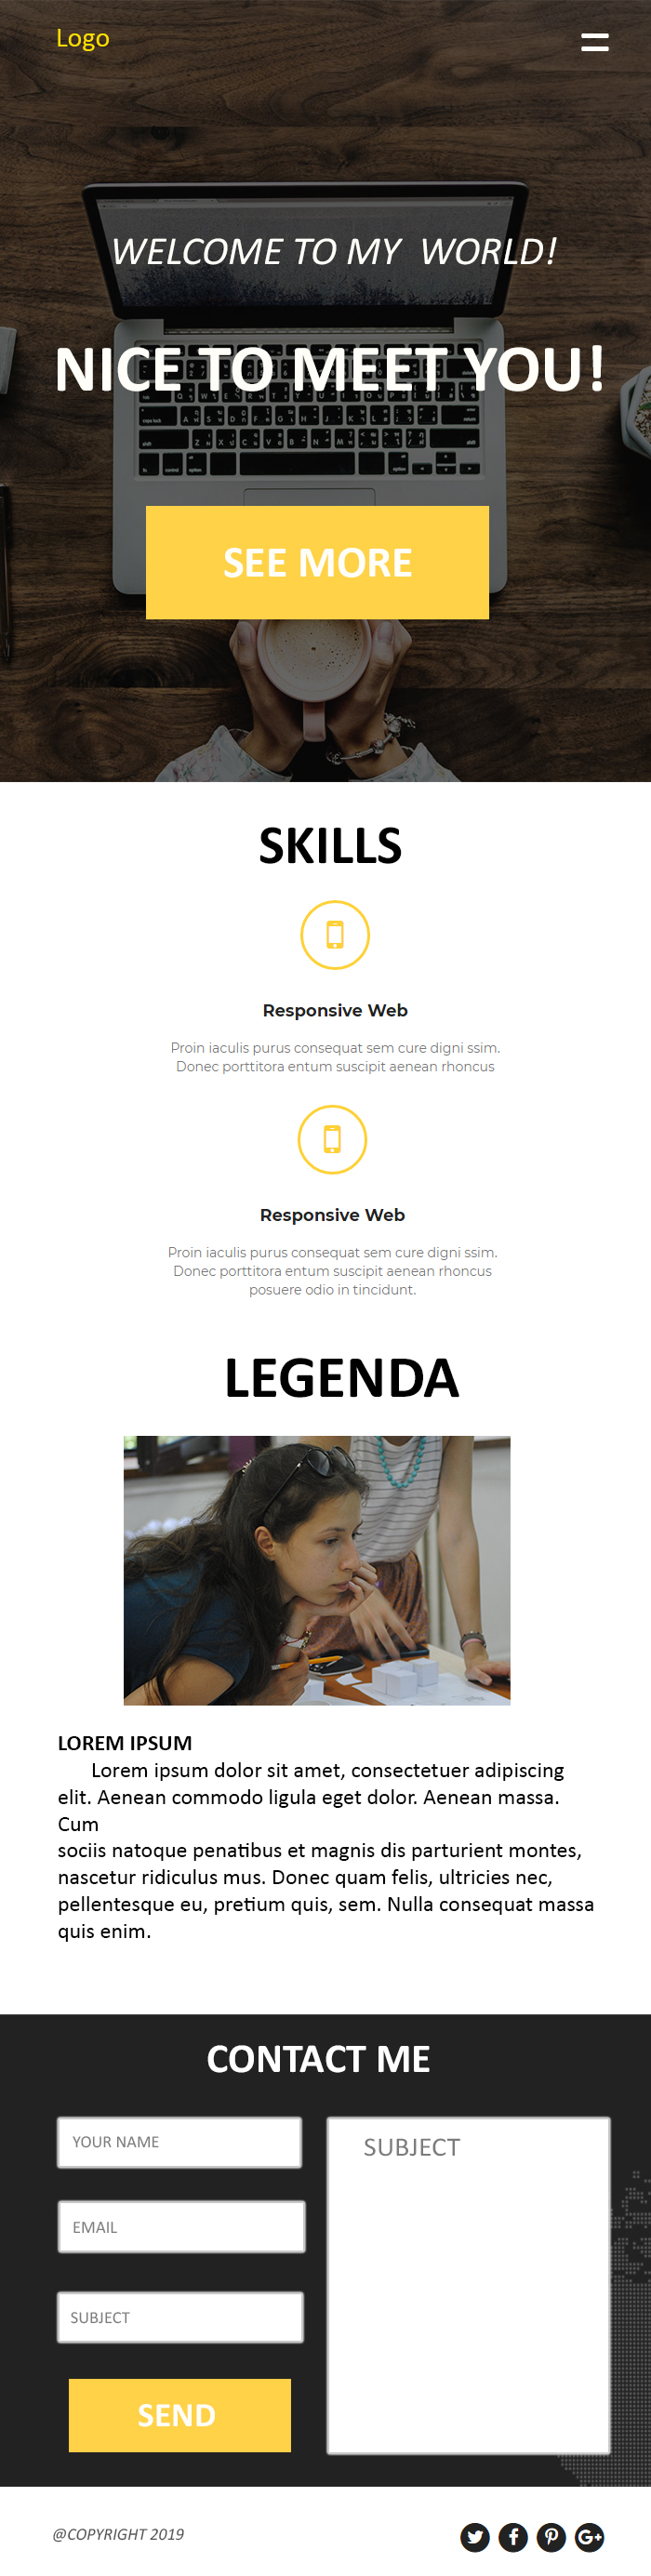 Logo
WELCOME TO MY WORLD!
NICE TO MEET YOU!
SEE MORE
SKILLS
Responsive Web
Proin iaculis purus consequat sem cure digni ssim.
Donec porttitora entum suscipit aenean rhoncus
Responsive Web
Proin iaculis purus consequat sem cure digni ssim.
Donec porttitora entum suscipit aenean rhoncus
posuere odio in tincidunt.
LEGENDA
LOREM IPSUM
Lorem ipsum dolor sit amet, consectetuer adipiscing
elit. Aenean commodo ligula eget dolor. Aenean massa.
Cum
sociis natoque penatibus et magnis dis parturient montes,
nascetur ridiculus mus. Donec quam felis, ultricies nec,
pellentesque eu, pretium quis, sem. Nulla consequat massa
quis enim.
CONTACT ME
YOUR NAME
EMAIL
SUBJECT
SEND
SUBJECT
@COPYRIGHT 2019